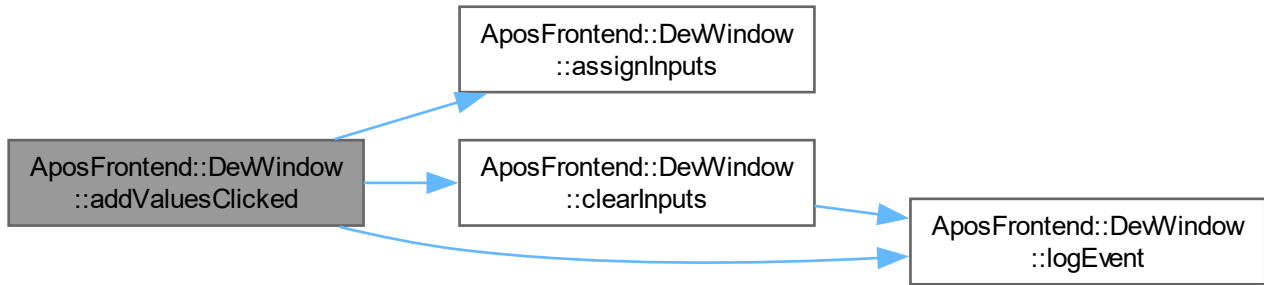 AposFrontend::DevWindow
::assignInputs
AposFrontend::DevWindow
::addValuesClicked
AposFrontend::DevWindow
::clearInputs
AposFrontend::DevWindow
::logEvent